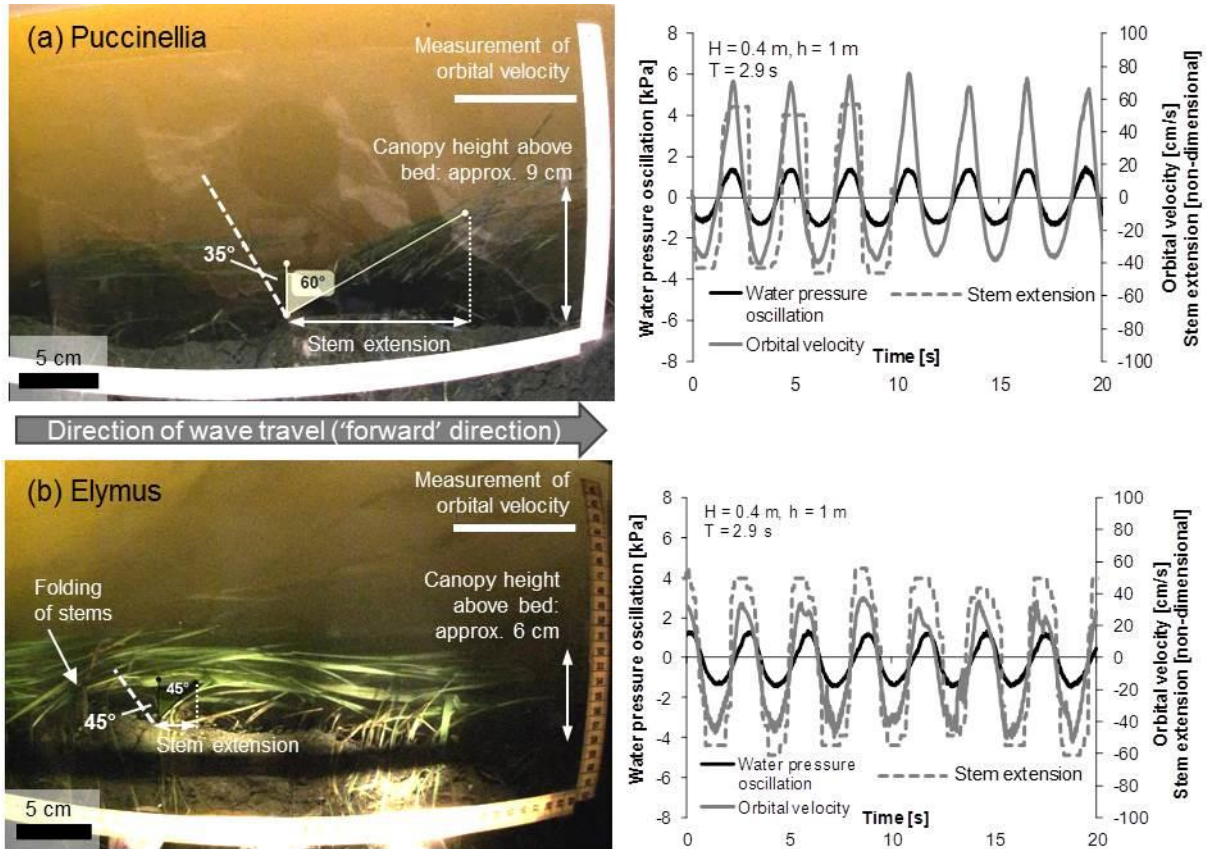 (a) Puccinellia
Measurement of
orbital velocity
Canopy height above
bed: approx. 9 cm
35°
60°
Stem extension
5 cm
Water pressure oscillation [kPa]
8
6
4
2
0
-2
-4
-6
-8
H = 0.4 m, h = 1 m
T = 2.9 s
Water pressure
oscillation
Orbital velocity
Stem extension
Time [s]
0
5
10
15
20
100
80
60
40
20
0
-20
-40
-60
-80
-100
Orbital velocity [cm/s]
Stem extension [non-dimensional]
Direction of wave travel (‘forward’ direction)
(b) Elymus
Measurement of
orbital velocity
Folding
of stems
Canopy height
above bed:
approx. 6 cm
45°
45°
Stem extension
5 cm
Water pressure oscillation [kPa]
8
6
4
2
0
-2
-4
-6
-8
H = 0.4 m, h = 1 m
T = 2.9 s
Water pressure
oscillation
Orbital velocity
Stem extension
Time [s]
0
5
10
15
20
100
80
60
40
20
0
-20
-40
-60
-80
-100
Orbital velocity [cm/s]
Stem extension [non-dimensional]